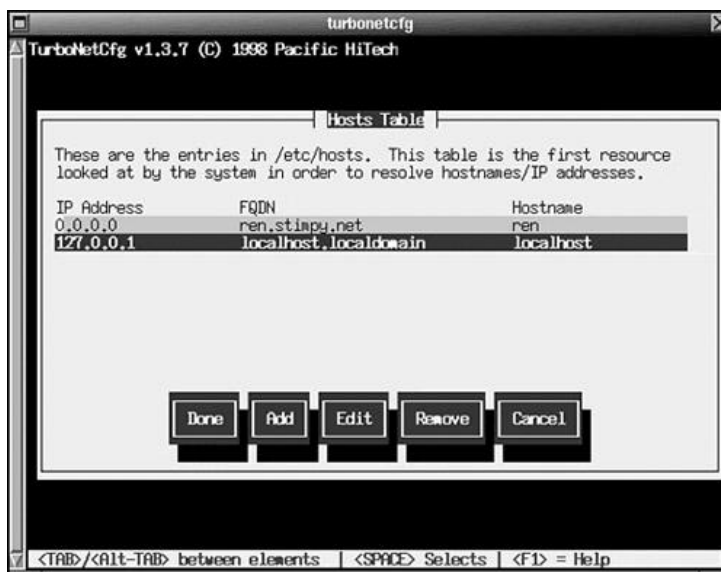 turbonetcfg
TurboNetCfg v1.3.7 (C) 1998 Pacific HiTech
Hosts Table
These are the entries in /etc/hosts. This table is the first resource
looked at by the system in order to resolve hostnames/IP addresses.
IP Address FQDN Hostname
0.0.0.0 ren.stimpy.net ren
127.0.0.1 localhost.localdomain localhost
Done Add Edit Remove Cancel
<TAB>/<Alt-TAB> between elements | <SPACE> Selects | <F1> = Help